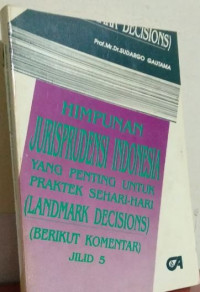 DECISIONS)
Prof.Mr.Dr.SUDARGO GAUTAMA
HIMPUNAN
JURISPRUDENSI INDONESIA
YANG PENTING UNTUK
PRAKTEK SEHARI-HARI
(LANDMARK DECISIONS)
(BERIKUT KOMENTAR)
JILID 5